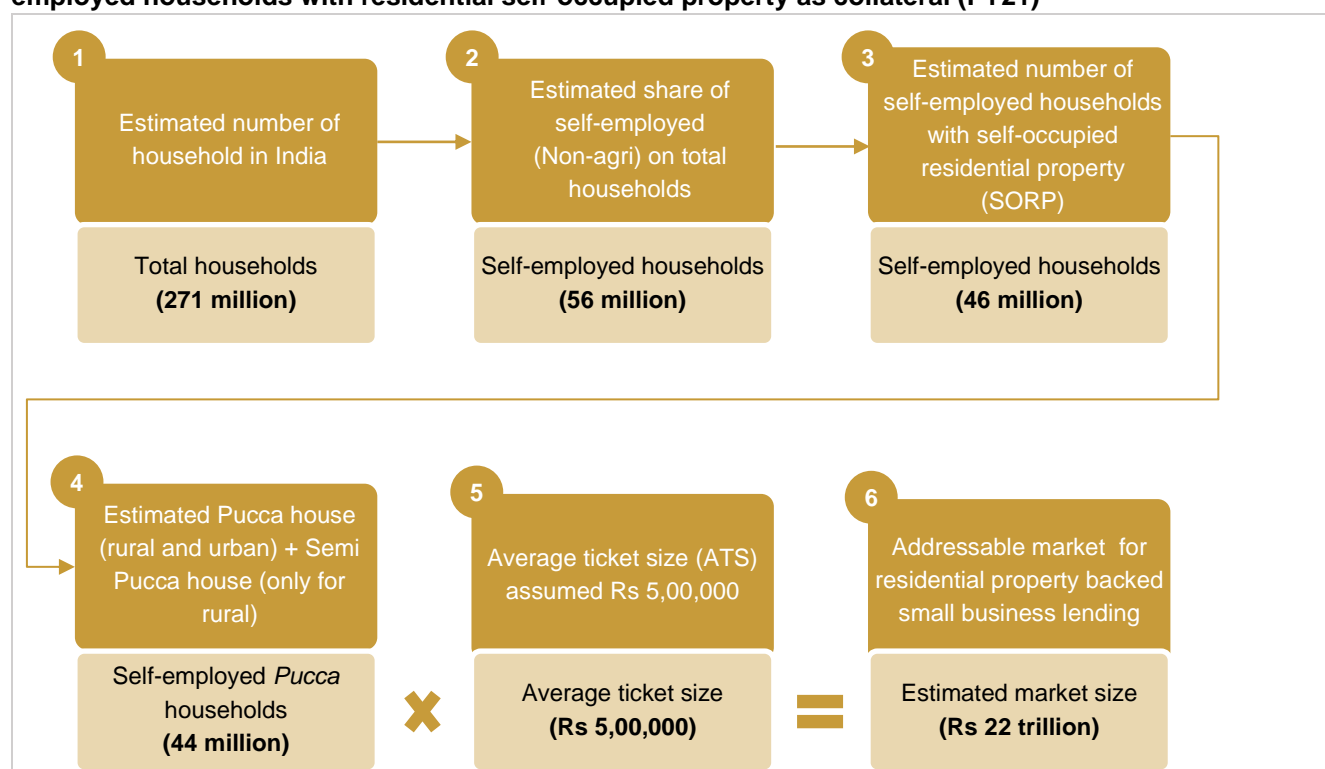 employed households with residential self-occupied property as collateral (FY21)
1
Estimated number of
household in India
Total households
(271 million)
2
Estimated share of
self-employed
(Non-agri) on total
households
Self-employed households
(56 million)
3
Estimated number of
self-employed households
with self-occupied
residential property
(SORP)
Self-employed households
(46 million)
4
Estimated Pucca house
(rural and urban) + Semi
Pucca house (only for
rural)
Self-employed Pucca
households
(44 million)
5
Average ticket size (ATS)
assumed Rs 5,00,000
Average ticket size
(Rs 5,00,000)
6
Addressable market for
residential property backed
small business lending
Estimated market size
(Rs 22 trillion)